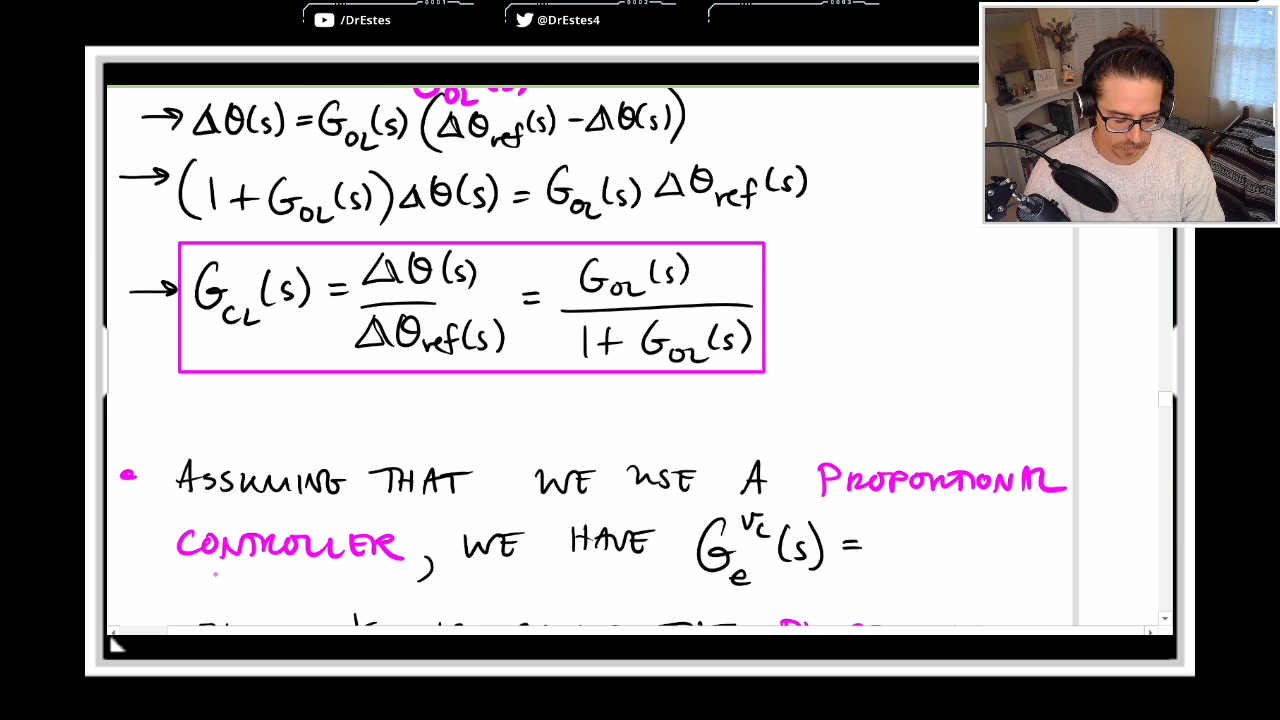 /DrEstes @DrEstes4
→ Δθ(s) = G_OL(s) (Δθ_ref(s) - Δθ(s))
→ (1 + G_OL(s)) Δθ(s) = G_OL(s) Δθ_ref(s)
→ G_CL(s) = Δθ(s) / Δθ_ref(s) = G_OL(s) / (1 + G_OL(s))
• ASSUMING THAT WE USE A PROPORTIONAL
CONTROLLER, WE HAVE G_e^{v_c}(s) =